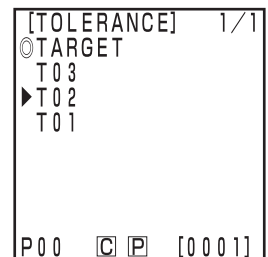 [TOLERANCE] 1/1
◎TARGET
T03
▶T02
T01
P00 C P [0001]